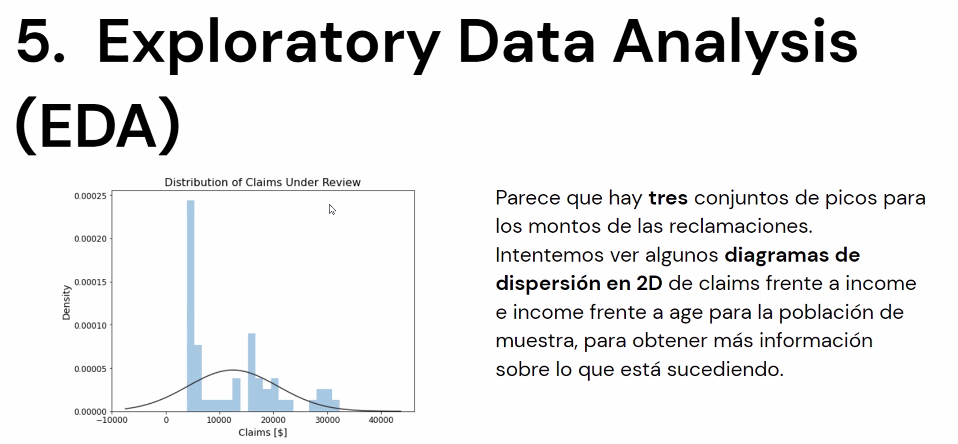 5. Exploratory Data Analysis
(EDA)
Distribution of Claims Under Review
0.00025
0.00020
0.00015
0.00010
0.00005
0.00000
Density
−10000 0 10000 20000 30000 40000
Claims [$]
Parece que hay tres conjuntos de picos para
los montos de las reclamaciones.
Intentemos ver algunos diagramas de
dispersión en 2D de claims frente a income
e income frente a age para la población de
muestra, para obtener más información
sobre lo que está sucediendo.